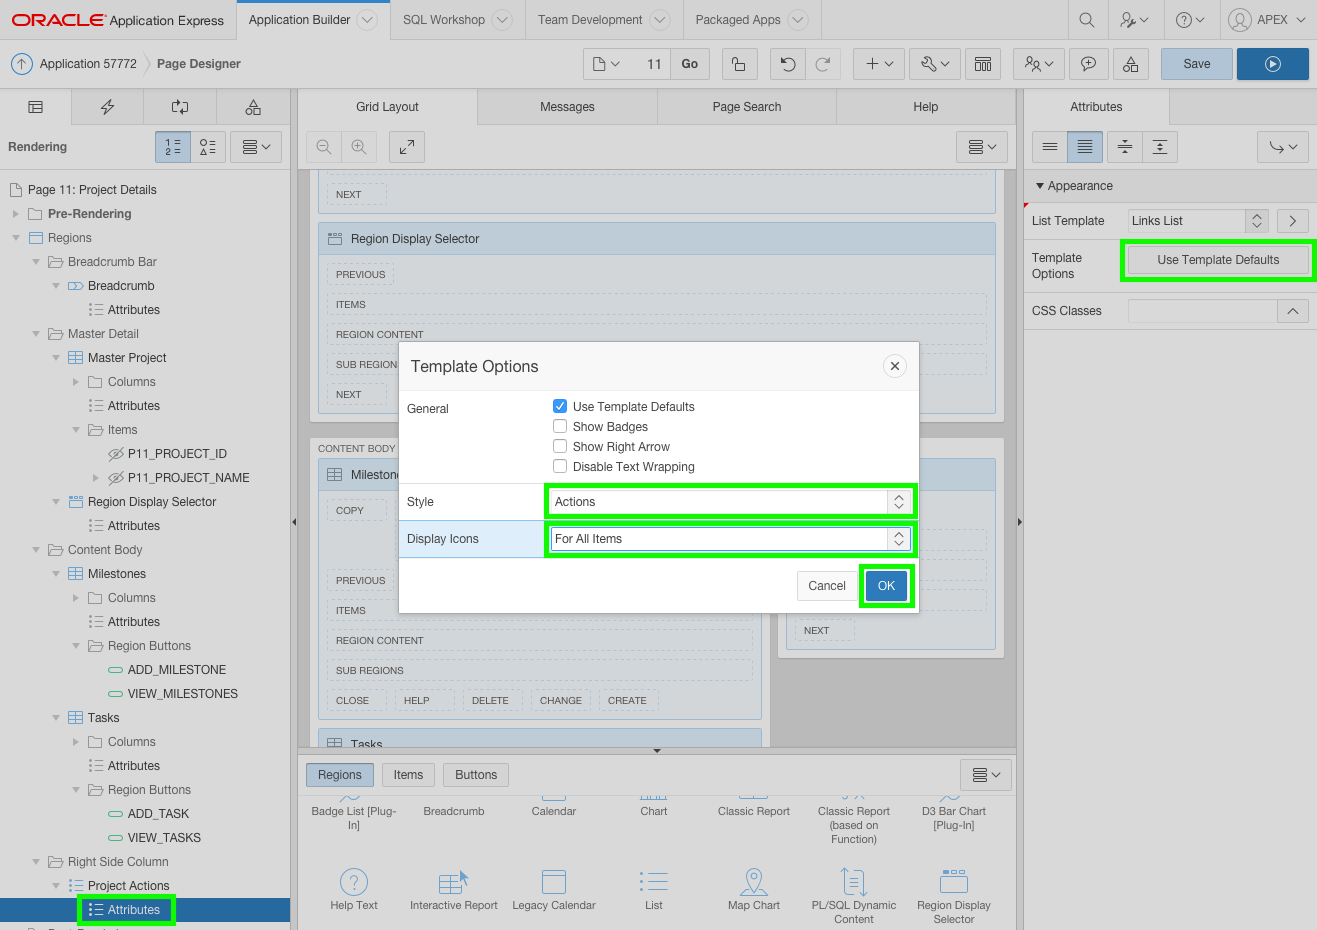 ORACLE Application Express
Application Builder
SQL Workshop
Team Development
Packaged Apps
APEX
Application 57772
Page Designer
11
Go
Save
Grid Layout
Messages
Page Search
Help
Attributes
Rendering
1 =
2 =
Page 11: Project Details
Pre-Rendering
Regions
Breadcrumb Bar
Breadcrumb
Attributes
Master Detail
Master Project
Columns
Attributes
Items
P11_PROJECT_ID
P11_PROJECT_NAME
Region Display Selector
Attributes
Content Body
Milestones
Columns
Attributes
Region Buttons
ADD_MILESTONE
VIEW_MILESTONES
Tasks
Columns
Attributes
Region Buttons
ADD_TASK
VIEW_TASKS
Right Side Column
Project Actions
Attributes
NEXT
Region Display Selector
PREVIOUS
ITEMS
REGION CONTENT
SUB REGION
NEXT
CONTENT BODY
Mileston
COPY
PREVIOUS
ITEMS
REGION CONTENT
SUB REGIONS
CLOSE
HELP
DELETE
CHANGE
CREATE
Tasks
NEXT
Template Options
General
Use Template Defaults
Show Badges
Show Right Arrow
Disable Text Wrapping
Style
Actions
Display Icons
For All Items
Cancel
OK
Regions
Items
Buttons
Badge List [Plug-
In]
Breadcrumb
Calendar
Chart
Classic Report
Classic Report
(based on
Function)
D3 Bar Chart
[Plug-In]
Help Text
Interactive Report
Legacy Calendar
List
Map Chart
PL/SQL Dynamic
Content
Region Display
Selector
Appearance
List Template
Links List
Template
Options
Use Template Defaults
CSS Classes